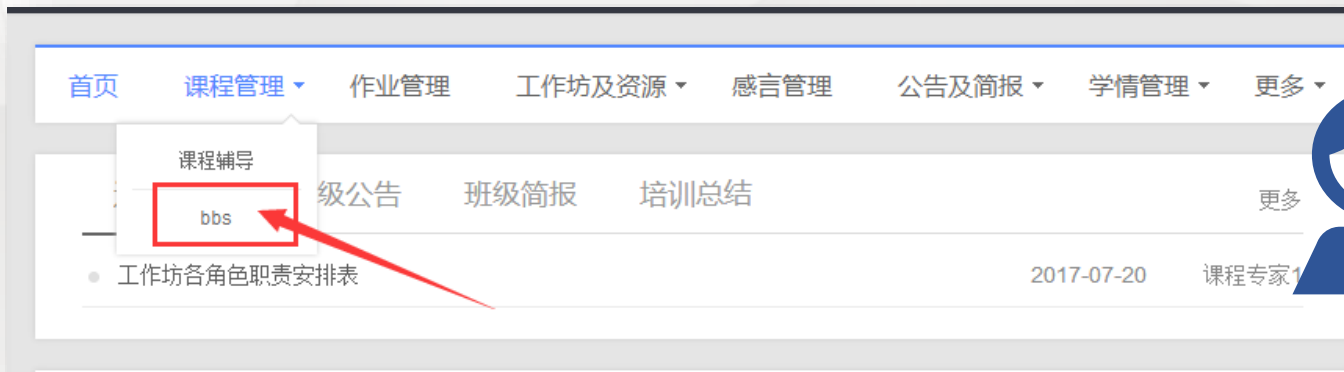 首页 课程管理 作业管理 工作坊及资源 感言管理 公告及简报 学情管理 更多
课程辅导
级公告 班级简报 培训总结 更多
bbs
工作坊各角色职责安排表 2017-07-20 课程专家1